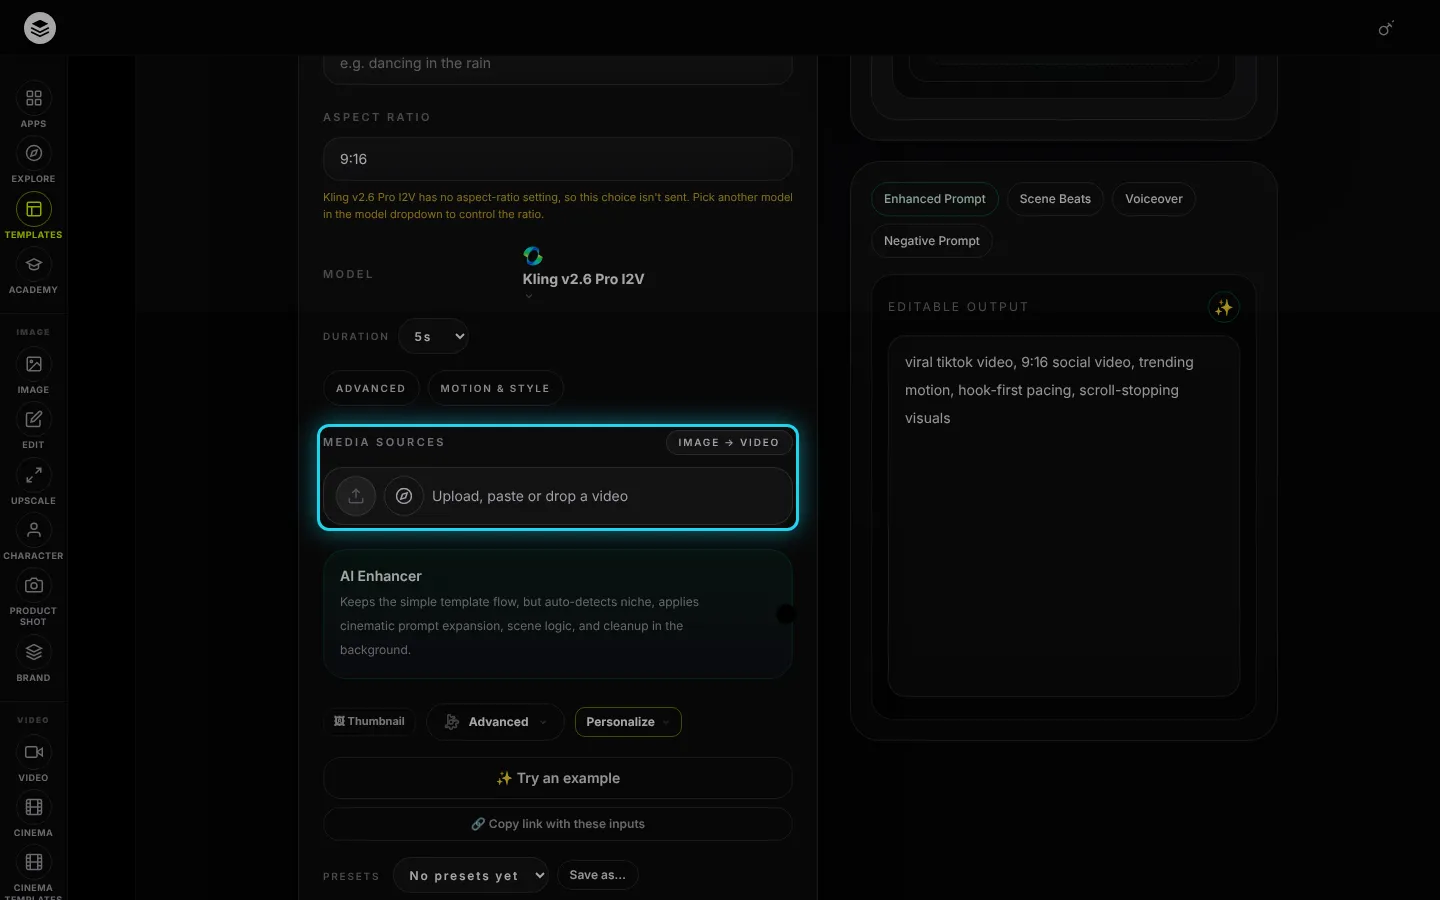 e.g. dancing in the rain
ASPECT RATIO
9:16
Kling v2.6 Pro I2V has no aspect-ratio setting, so this choice isn't sent. Pick another model
in the model dropdown to control the ratio.
MODEL
Kling v2.6 Pro I2V
DURATION
5s
ADVANCED
MOTION & STYLE
MEDIA SOURCES
IMAGE → VIDEO
Upload, paste or drop a video
AI Enhancer
Keeps the simple template flow, but auto-detects niche, applies
cinematic prompt expansion, scene logic, and cleanup in the
background.
Thumbnail
Advanced
Personalize
✨ Try an example
🔗 Copy link with these inputs
PRESETS
No presets yet
Save as...
Enhanced Prompt
Scene Beats
Voiceover
Negative Prompt
EDITABLE OUTPUT
viral tiktok video, 9:16 social video, trending
motion, hook-first pacing, scroll-stopping
visuals
APPS
EXPLORE
TEMPLATES
ACADEMY
IMAGE
IMAGE
EDIT
UPSCALE
CHARACTER
PRODUCT
SHOT
BRAND
VIDEO
VIDEO
CINEMA
CINEMA
TEMPLATES